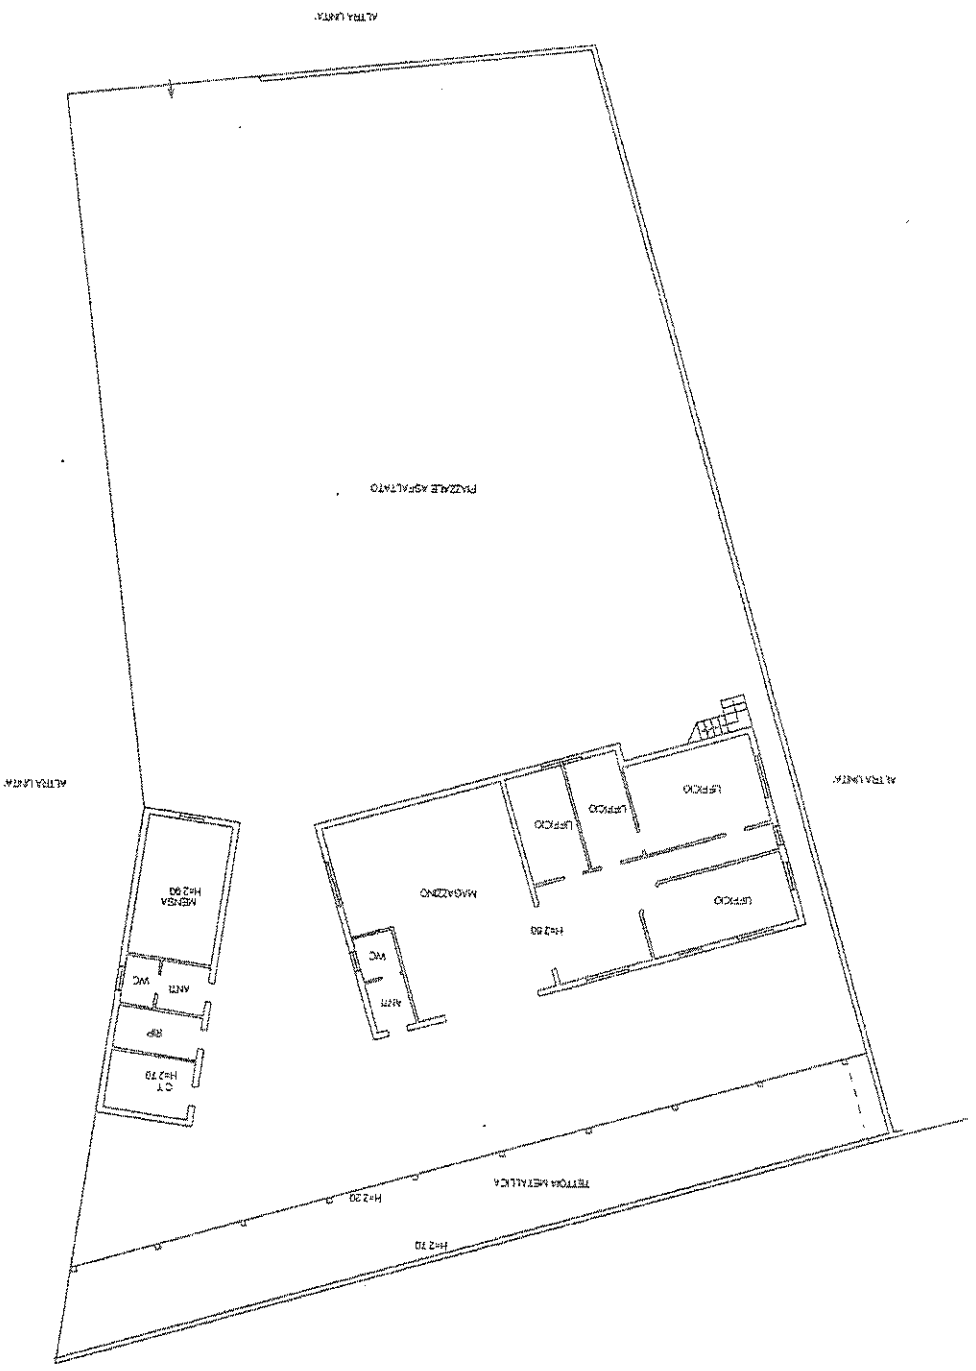 H=2.70
H=2.20
TETTOIA METALLICA
C.T.
H=2.70
RIP
ANTI
WC
MENSA
H=2.90
ANTI
WC
H=2.80
MAGAZZINO
UFFICIO
UFFICIO
UFFICIO
UFFICIO
ALTRA UNITA'
ALTRA UNITA'
PIAZZALE ASFALTATO
ALTRA UNITA'